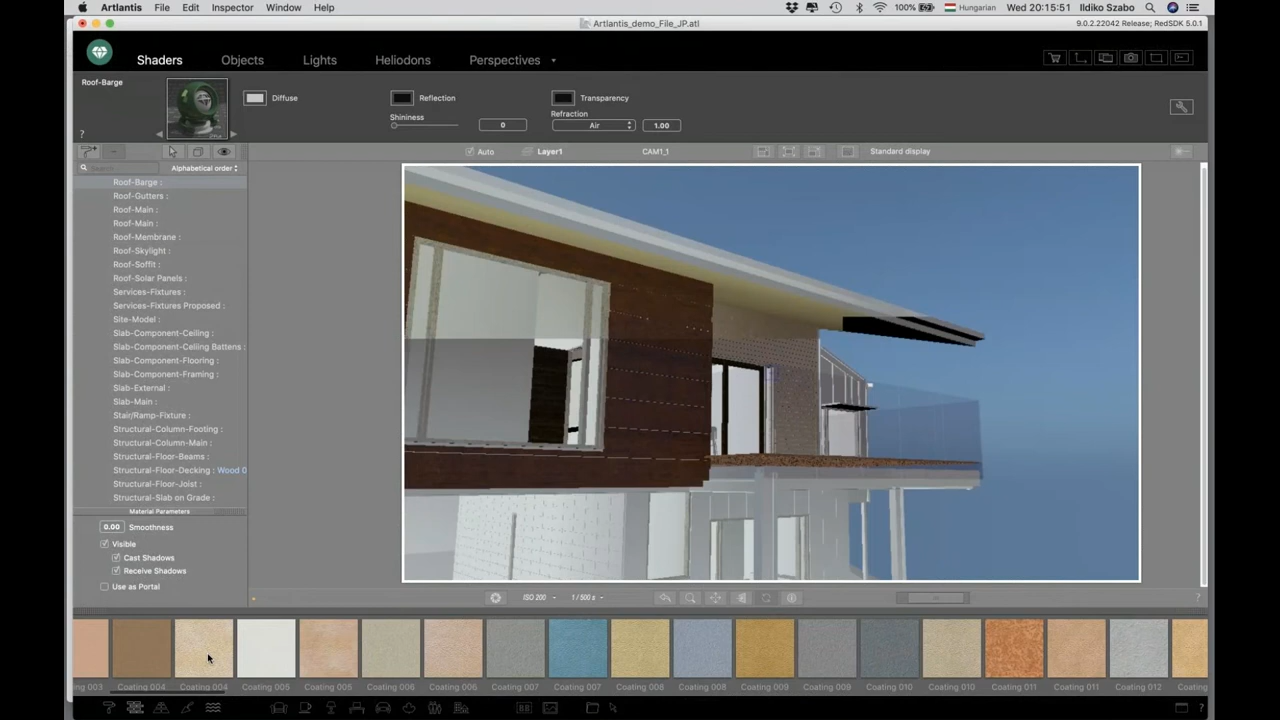 Artlantis File Edit Inspector Window Help 100% Hungarian Wed 20:15:51 Ildiko Szabo
Artlantis_demo_File_JP.atl 9.0.2.22042 Release; RedSDK 5.0.1
Shaders Objects Lights Heliodons Perspectives
Roof-Barge Diffuse Reflection Transparency
Shininess 0 Refraction Air 1.00
?
Auto Layer1 CAM1_1 Standard display
Search Alphabetical order
Roof-Barge :
Roof-Gutters :
Roof-Main :
Roof-Main :
Roof-Membrane :
Roof-Skylight :
Roof-Soffit :
Roof-Solar Panels :
Services-Fixtures :
Services-Fixtures Proposed :
Site-Model :
Slab-Component-Ceiling :
Slab-Component-Ceiling Battens :
Slab-Component-Flooring :
Slab-Component-Framing :
Slab-External :
Slab-Main :
Stair/Ramp-Fixture :
Structural-Column-Footing :
Structural-Column-Main :
Structural-Floor-Beams :
Structural-Floor-Decking : Wood 0
Structural-Floor-Joist :
Structural-Slab on Grade :
Material Parameters
0.00 Smoothness
Visible
Cast Shadows
Receive Shadows
Use as Portal
ISO 200 1 / 500 s ?
Coating 003 Coating 004 Coating 004 Coating 005 Coating 005 Coating 006 Coating 006 Coating 007 Coating 007 Coating 008 Coating 008 Coating 009 Coating 009 Coating 010 Coating 010 Coating 011 Coating 011 Coating 012 Coating
?